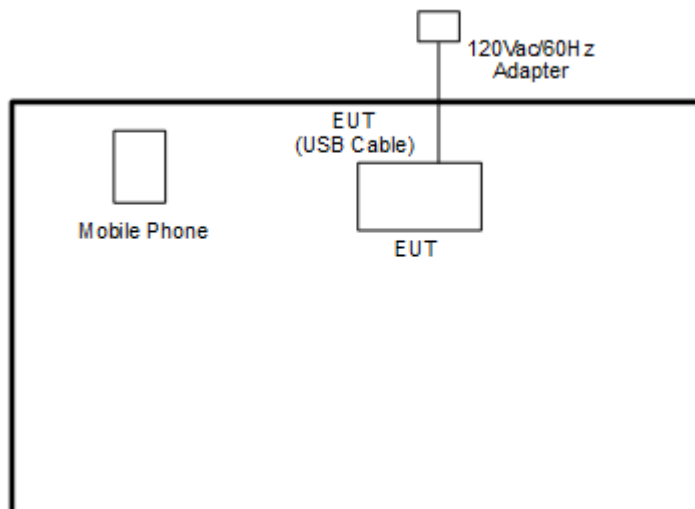 120Vac/60Hz
Adapter
EUT
(USB Cable)
Mobile Phone
EUT